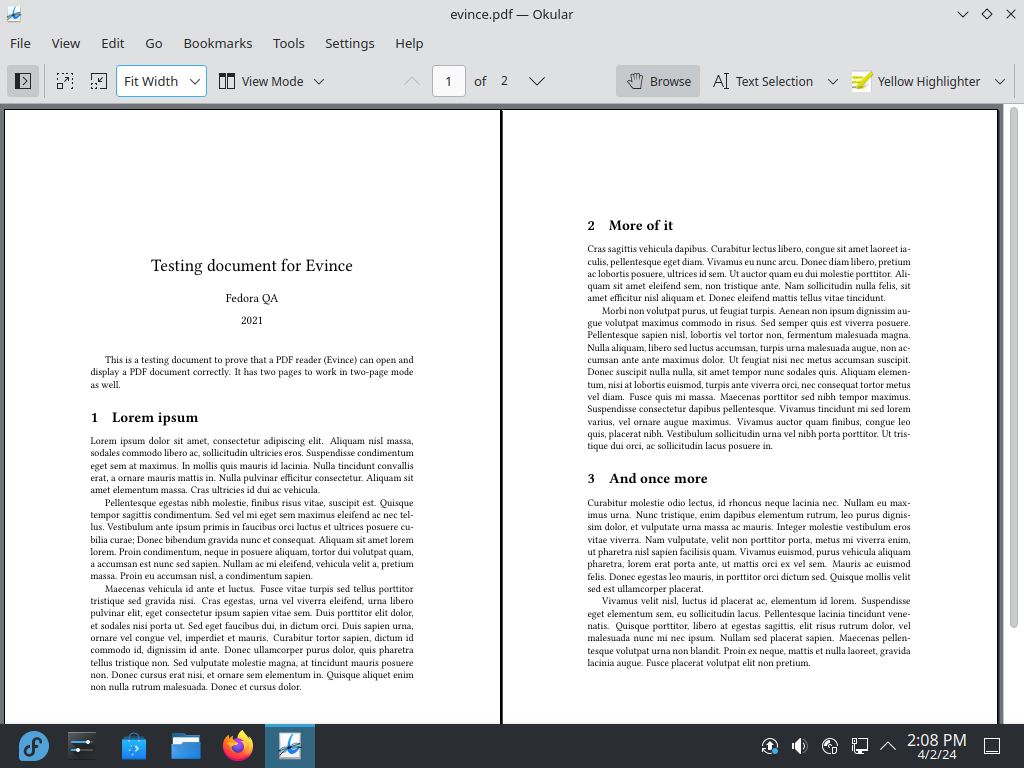 evince.pdf — Okular
File View Edit Go Bookmarks Tools Settings Help
Fit Width View Mode 1 of 2 Browse Text Selection Yellow Highlighter
Testing document for Evince
Fedora QA
2021
This is a testing document to prove that a PDF reader (Evince) can open and
display a PDF document correctly. It has two pages to work in two-page mode
as well.
1 Lorem ipsum
Lorem ipsum dolor sit amet, consectetur adipiscing elit. Aliquam nisl massa,
sodales commodo libero ac, sollicitudin ultricies eros. Suspendisse condimentum
eget sem at maximus. In mollis quis mauris id lacinia. Nulla tincidunt convallis
erat, a ornare mauris mattis in. Nulla pulvinar efficitur consectetur. Aliquam sit
amet elementum massa. Cras ultricies id dui ac vehicula.
Pellentesque egestas nibh molestie, finibus risus vitae, suscipit est. Quisque
tempor sagittis condimentum. Sed vel mi eget sem maximus eleifend ac nec tel-
lus. Vestibulum ante ipsum primis in faucibus orci luctus et ultrices posuere cu-
bilia curae; Donec bibendum gravida nunc et consequat. Aliquam sit amet lorem
lorem. Proin condimentum, neque in posuere aliquam, tortor dui volutpat quam,
a accumsan est nunc sed sapien. Nullam ac mi eleifend, vehicula velit a, pretium
massa. Proin eu accumsan nisl, a condimentum sapien.
Maecenas vehicula id ante et luctus. Fusce vitae turpis sed tellus porttitor
tristique sed gravida nisi. Cras egestas, urna vel viverra eleifend, urna libero
pulvinar elit, eget consectetur ipsum sapien vitae sem. Duis porttitor elit dolor,
et sodales nisi porta ut. Sed eget faucibus dui, in dictum orci. Duis sapien urna,
ornare vel congue vel, imperdiet et mauris. Curabitur tortor sapien, dictum id
commodo id, dignissim id ante. Donec ullamcorper purus dolor, quis pharetra
tellus tristique non. Sed vulputate molestie magna, at tincidunt mauris posuere
non. Donec cursus erat nisi, et ornare sem elementum in. Quisque aliquet enim
non nulla rutrum malesuada. Donec et cursus dolor.
2 More of it
Cras sagittis vehicula dapibus. Curabitur lectus libero, congue sit amet laoreet ia-
culis, pellentesque eget diam. Vivamus eu nunc arcu. Donec diam libero, pretium
ac lobortis posuere, ultrices id sem. Ut auctor quam eu dui molestie porttitor. Ali-
quam sit amet eleifend sem, non tristique ante. Nam sollicitudin nulla felis, sit
amet efficitur nisl aliquam et. Donec eleifend mattis tellus vitae tincidunt.
Morbi non volutpat purus, ut feugiat turpis. Aenean non ipsum dignissim au-
gue volutpat maximus commodo in risus. Sed semper quis est viverra posuere.
Pellentesque sapien nisl, lobortis vel tortor non, fermentum malesuada magna.
Nulla aliquam, libero sed luctus accumsan, turpis urna malesuada augue, non ac-
cumsan ante ante maximus dolor. Ut feugiat nisi nec metus accumsan suscipit.
Donec suscipit nulla nulla, sit amet tempor nunc sodales quis. Aliquam elemen-
tum, nisi at lobortis euismod, turpis ante viverra orci, nec consequat tortor metus
vel diam. Fusce quis mi massa. Maecenas porttitor sed nibh tempor maximus.
Suspendisse consectetur dapibus pellentesque. Vivamus tincidunt mi sed lorem
varius, vel ornare augue maximus. Vivamus auctor quam finibus, congue leo
quis, placerat nibh. Vestibulum sollicitudin urna vel nibh porta porttitor. Ut tris-
tique dui orci, ac sollicitudin lacus posuere in.
3 And once more
Curabitur molestie odio lectus, id rhoncus neque lacinia nec. Nullam eu max-
imus urna. Nunc tristique, enim dapibus elementum rutrum, leo purus dignis-
sim dolor, et vulputate urna massa ac mauris. Integer molestie vestibulum eros
vitae viverra. Nam vulputate, velit non porttitor porta, metus mi viverra enim,
ut pharetra nisl sapien facilisis quam. Vivamus euismod, purus vehicula aliquam
pharetra, lorem erat porta ante, ut mattis orci ex vel sem. Mauris ac euismod
felis. Donec egestas leo mauris, in porttitor orci dictum sed. Quisque mollis velit
sed est ullamcorper placerat.
Vivamus velit nisl, luctus id placerat ac, elementum id lorem. Suspendisse
eget elementum sem, eu sollicitudin lacus. Pellentesque lacinia tincidunt vene-
natis. Quisque porttitor, libero at egestas sagittis, elit risus rutrum dolor, vel
malesuada nunc mi nec ipsum. Nullam sed placerat sapien. Maecenas pellen-
tesque volutpat urna non blandit. Proin ex neque, mattis et nulla laoreet, gravida
lacinia augue. Fusce placerat volutpat elit non pretium.
2:08 PM
4/2/24